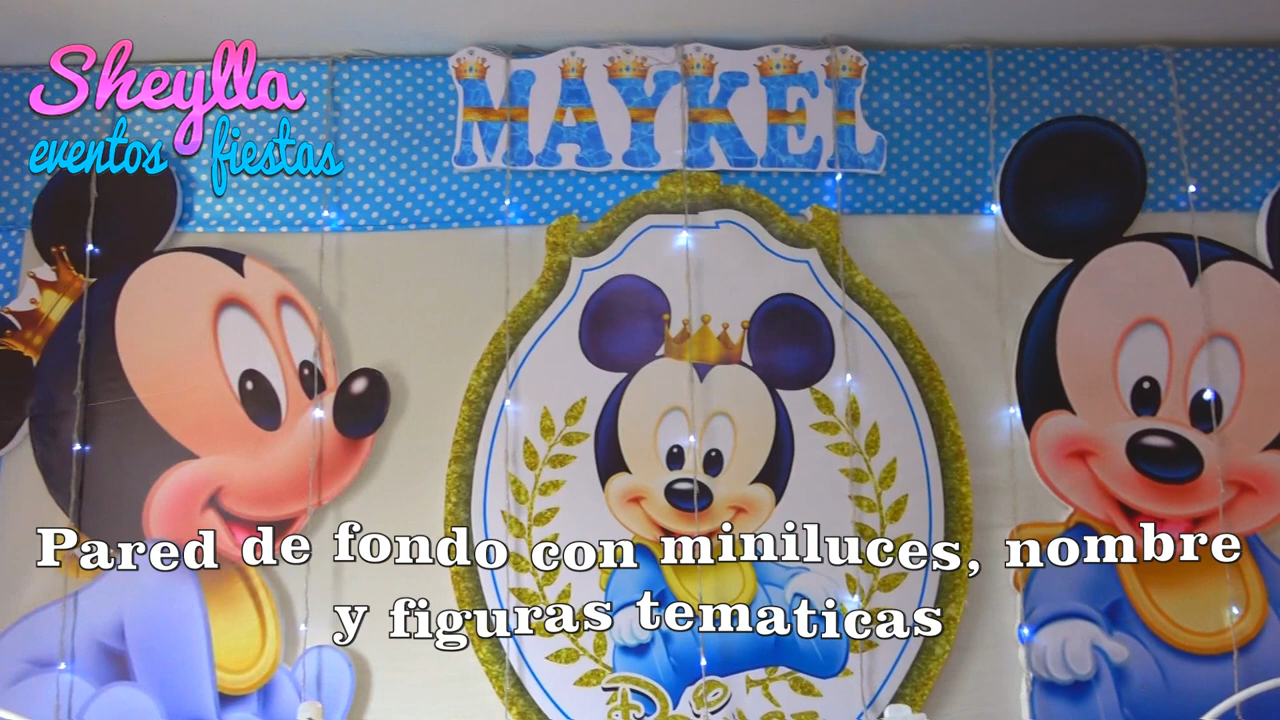 Sheylla
eventos fiestas
MAYKEL
Pared de fondo con miniluces, nombre
y figuras tematicas